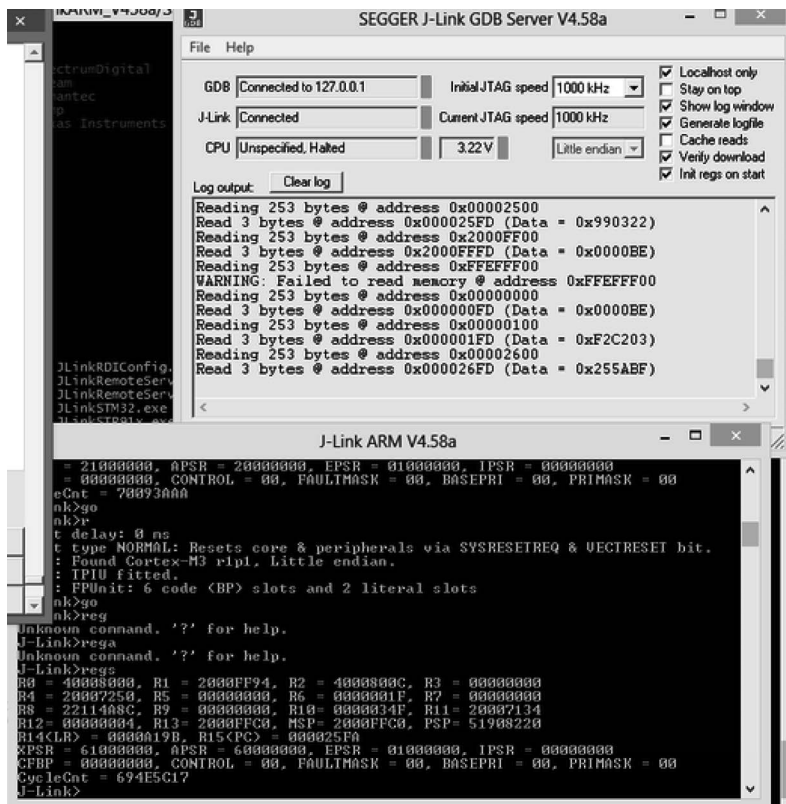 SEGGER J-Link GDB Server V4.58a
File Help
GDB Connected to 127.0.0.1 Initial JTAG speed 1000 kHz
J-Link Connected Current JTAG speed 1000 kHz
CPU Unspecified, Halted 3.22 V Little endian
Localhost only
Stay on top
Show log window
Generate logfile
Cache reads
Verify download
Init regs on start
Log output: Clear log
Reading 253 bytes @ address 0x00002500
Read 3 bytes @ address 0x000025FD (Data = 0x990322)
Reading 253 bytes @ address 0x2000FF00
Read 3 bytes @ address 0x2000FFFD (Data = 0x0000BE)
Reading 253 bytes @ address 0xFFEFFF00
WARNING: Failed to read memory @ address 0xFFEFFF00
Reading 253 bytes @ address 0x00000000
Read 3 bytes @ address 0x000000FD (Data = 0x0000BE)
Reading 253 bytes @ address 0x00000100
Read 3 bytes @ address 0x000001FD (Data = 0xF2C203)
Reading 253 bytes @ address 0x00002600
Read 3 bytes @ address 0x000026FD (Data = 0x255ABF)
ectrumDigital
eam
mantec
as Instruments
JLinkRDIConfig.
JLinkRemoteServ
JLinkRemoteServ
JLinkSTM32.exe
J-Link ARM V4.58a
= 21000000, APSR = 20000000, EPSR = 01000000, IPSR = 00000000
= 00000000, CONTROL = 00, FAULTMASK = 00, BASEPRI = 00, PRIMASK = 00
eCnt = 70093AAA
nk>go
nk>r
t delay: 0 ms
t type NORMAL: Resets core & peripherals via SYSRESETREQ & VECTRESET bit.
: Found Cortex-M3 r1p1, Little endian.
: TPIU fitted.
: FPUnit: 6 code (BP) slots and 2 literal slots
nk>go
nk>reg
Unknown command. '?' for help.
J-Link>rega
Unknown command. '?' for help.
J-Link>regs
R0 = 40008000, R1 = 2000FF94, R2 = 4000800C, R3 = 00000000
R4 = 20007250, R5 = 00000000, R6 = 0000001F, R7 = 00000000
R8 = 22114A8C, R9 = 00000000, R10= 0000034F, R11= 20007134
R12= 00000004, R13= 2000FFC0, MSP= 2000FFC0, PSP= 51908220
R14(LR) = 0000A19B, R15(PC) = 000025FA
XPSR = 61000000, APSR = 60000000, EPSR = 01000000, IPSR = 00000000
CFBP = 00000000, CONTROL = 00, FAULTMASK = 00, BASEPRI = 00, PRIMASK = 00
CycleCnt = 694E5C17
J-Link>